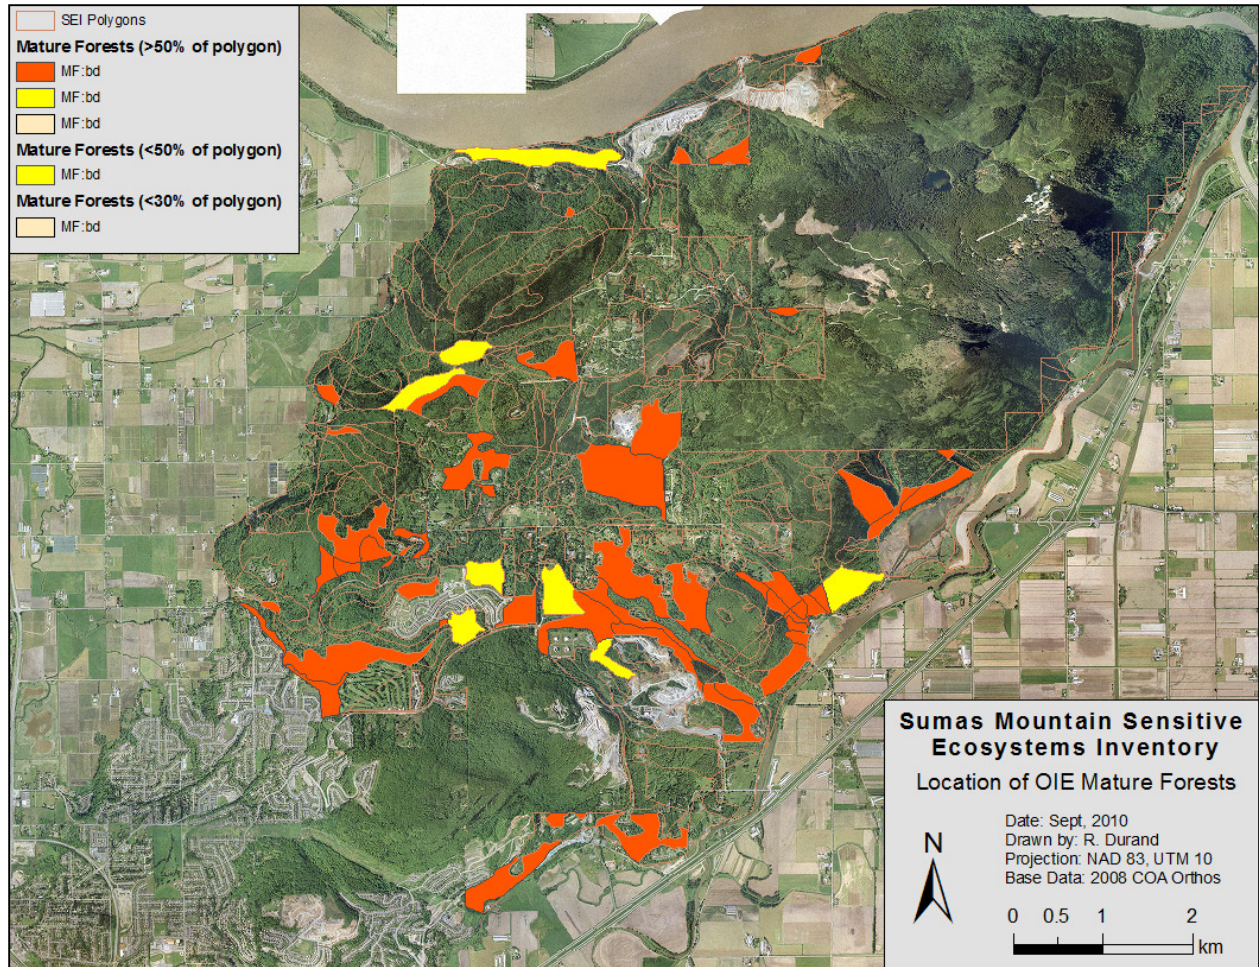 SEI Polygons
Mature Forests (>50% of polygon)
MF:bd
MF:bd
MF:bd
Mature Forests (<50% of polygon)
MF:bd
Mature Forests (<30% of polygon)
MF:bd
Sumas Mountain Sensitive
Ecosystems Inventory
Location of OIE Mature Forests
Date: Sept, 2010
Drawn by: R. Durand
Projection: NAD 83, UTM 10
Base Data: 2008 COA Orthos
N
0 0.5 1 2
km